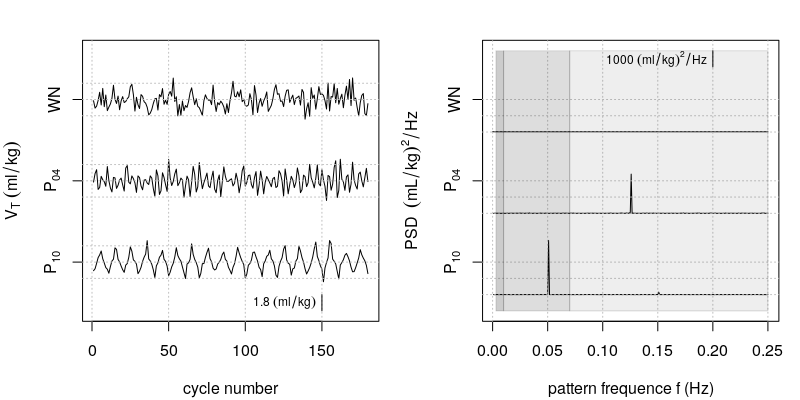 WN
P04
P10
V_T (ml/kg)
1.8 (ml/kg)
0 50 100 150
cycle number
1000 (ml/kg)²/Hz
WN
P04
P10
PSD (mL/kg)²/Hz
0.00 0.05 0.10 0.15 0.20 0.25
pattern frequence f (Hz)